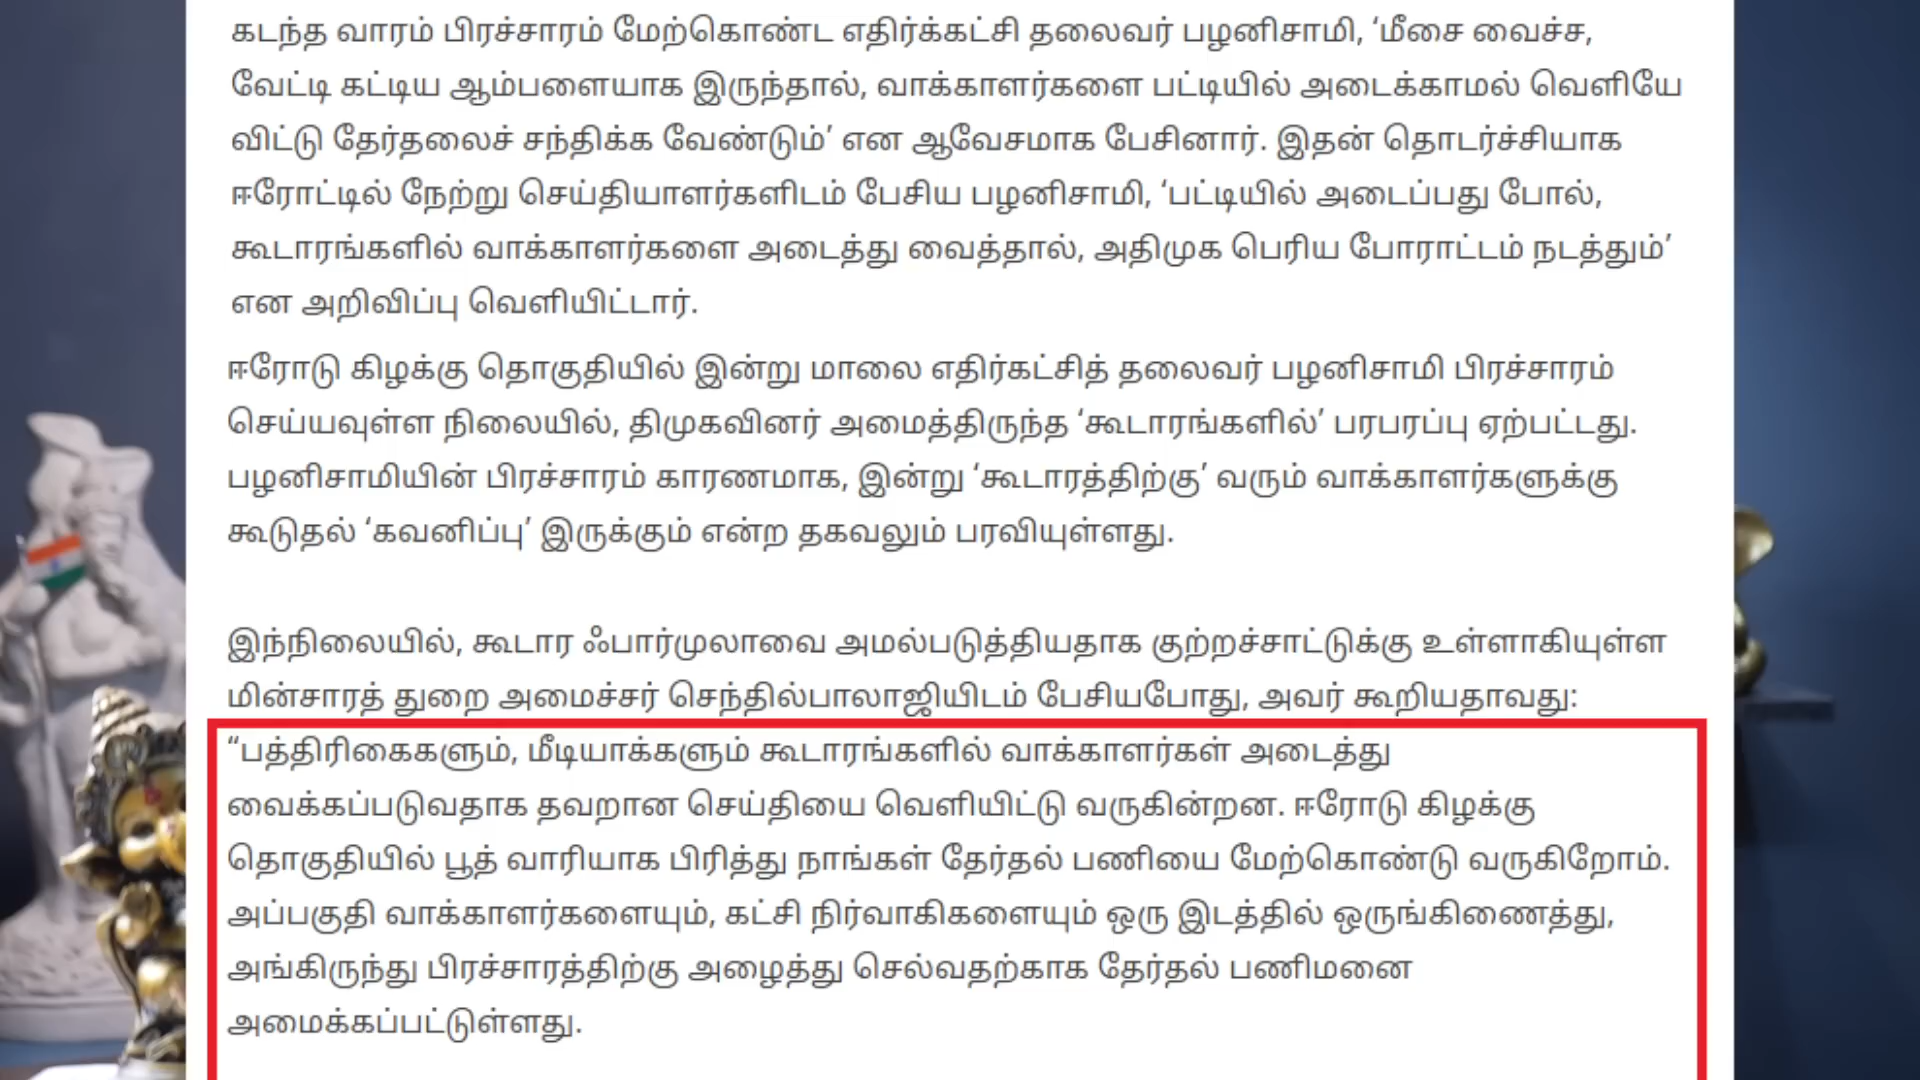 கடந்த வாரம் பிரச்சாரம் மேற்கொண்ட எதிர்க்கட்சி தலைவர் பழனிசாமி, ‘மீசை வைச்ச,
வேட்டி கட்டிய ஆம்பளையாக இருந்தால், வாக்காளர்களை பட்டியில் அடைக்காமல் வெளியே
விட்டு தேர்தலைச் சந்திக்க வேண்டும்’ என ஆவேசமாக பேசினார். இதன் தொடர்ச்சியாக
ஈரோட்டில் நேற்று செய்தியாளர்களிடம் பேசிய பழனிசாமி, ‘பட்டியில் அடைப்பது போல்,
கூடாரங்களில் வாக்காளர்களை அடைத்து வைத்தால், அதிமுக பெரிய போராட்டம் நடத்தும்’
என அறிவிப்பு வெளியிட்டார்.
ஈரோடு கிழக்கு தொகுதியில் இன்று மாலை எதிர்கட்சித் தலைவர் பழனிசாமி பிரச்சாரம்
செய்யவுள்ள நிலையில், திமுகவினர் அமைத்திருந்த ‘கூடாரங்களில்’ பரபரப்பு ஏற்பட்டது.
பழனிசாமியின் பிரச்சாரம் காரணமாக, இன்று ‘கூடாரத்திற்கு’ வரும் வாக்காளர்களுக்கு
கூடுதல் ‘கவனிப்பு’ இருக்கும் என்ற தகவலும் பரவியுள்ளது.
இந்நிலையில், கூடார ஃபார்முலாவை அமல்படுத்தியதாக குற்றச்சாட்டுக்கு உள்ளாகியுள்ள
மின்சாரத் துறை அமைச்சர் செந்தில்பாலாஜியிடம் பேசியபோது, அவர் கூறியதாவது:
“பத்திரிகைகளும், மீடியாக்களும் கூடாரங்களில் வாக்காளர்கள் அடைத்து
வைக்கப்படுவதாக தவறான செய்தியை வெளியிட்டு வருகின்றன. ஈரோடு கிழக்கு
தொகுதியில் பூத் வாரியாக பிரித்து நாங்கள் தேர்தல் பணியை மேற்கொண்டு வருகிறோம்.
அப்பகுதி வாக்காளர்களையும், கட்சி நிர்வாகிகளையும் ஒரு இடத்தில் ஒருங்கிணைத்து,
அங்கிருந்து பிரச்சாரத்திற்கு அழைத்து செல்வதற்காக தேர்தல் பணிமனை
அமைக்கப்பட்டுள்ளது.